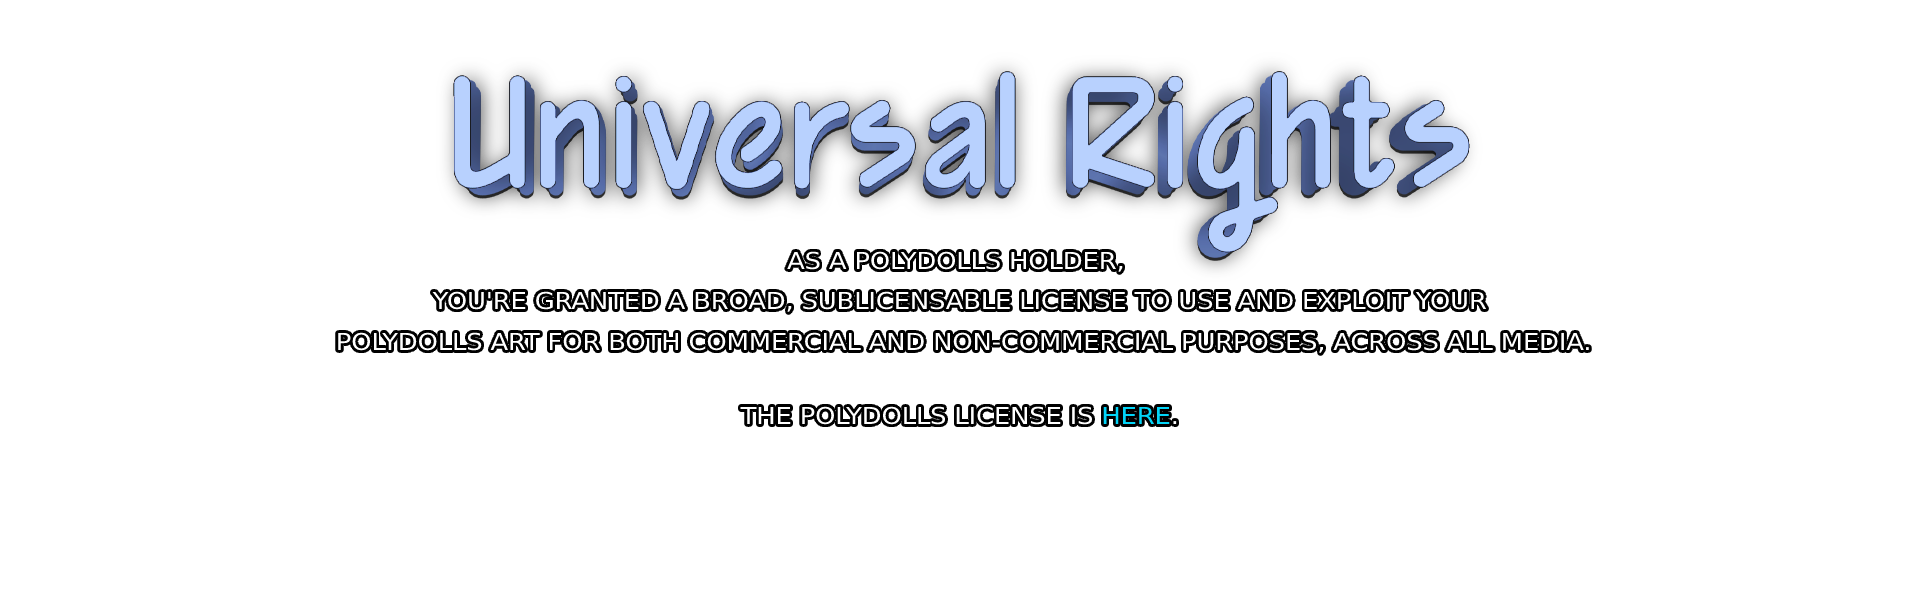 Universal Rights
AS A POLYDOLLS HOLDER,
YOU'RE GRANTED A BROAD, SUBLICENSABLE LICENSE TO USE AND EXPLOIT YOUR
POLYDOLLS ART FOR BOTH COMMERCIAL AND NON-COMMERCIAL PURPOSES, ACROSS ALL MEDIA.
THE POLYDOLLS LICENSE IS HERE.